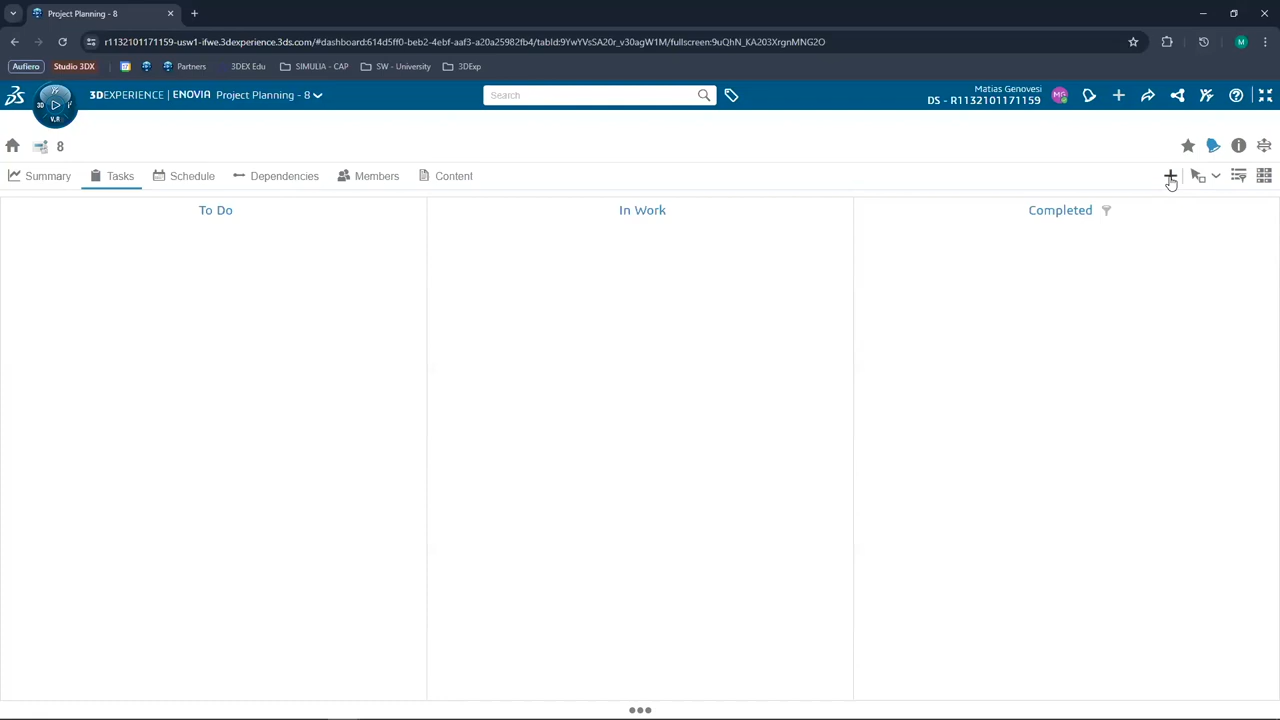 Project Planning - 8
r1132101171159-usw1-ifwe.3dexperience.3ds.com/#dashboard:614d5ff0-beb2-4ebf-aaf3-a20a25982fb4/tabId:9YwYVsSA20r_v30agW1M/fullscreen:9uQhN_KA203XrgnMNG2O
M
Aufiero Studio 3DX Partners 3DEX Edu SIMULIA - CAP SW - University 3DExp
3DEXPERIENCE | ENOVIA Project Planning - 8
Search
Matias Genovesi
DS - R1132101171159
MG
3D
V.R
8
Summary Tasks Schedule Dependencies Members Content
To Do In Work Completed